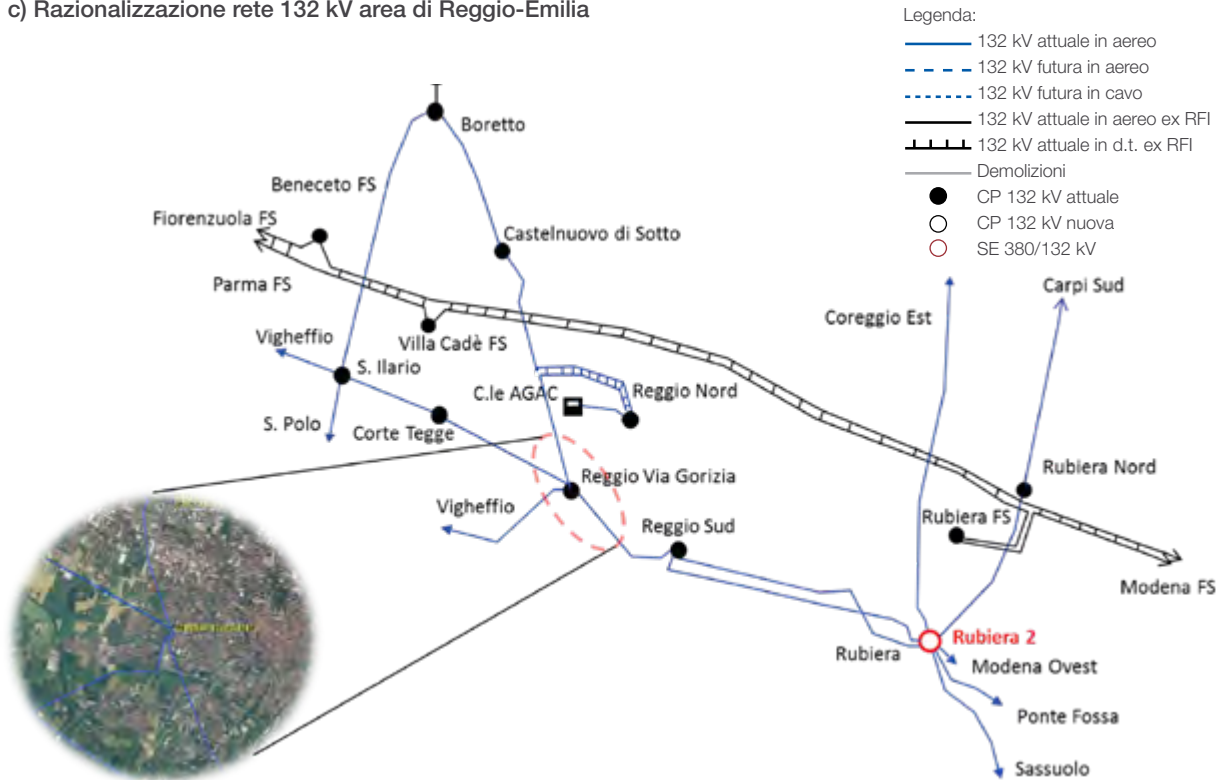 c) Razionalizzazione rete 132 kV area di Reggio-Emilia
Legenda:
132 kV attuale in aereo
132 kV futura in aereo
132 kV futura in cavo
132 kV attuale in aereo ex RFI
132 kV attuale in d.t. ex RFI
Demolizioni
CP 132 kV attuale
CP 132 kV nuova
SE 380/132 kV
Boretto
Beneceto FS
Fiorenzuola FS
Castelnuovo di Sotto
Parma FS
Carpi Sud
Coreggio Est
Vigheffio
Villa Cadè FS
S. Ilario
C.le AGAC
Reggio Nord
S. Polo
Corte Tegge
Rubiera Nord
Reggio Via Gorizia
Vigheffio
Reggio Sud
Rubiera FS
Modena FS
Rubiera
Rubiera 2
Modena Ovest
Ponte Fossa
Sassuolo